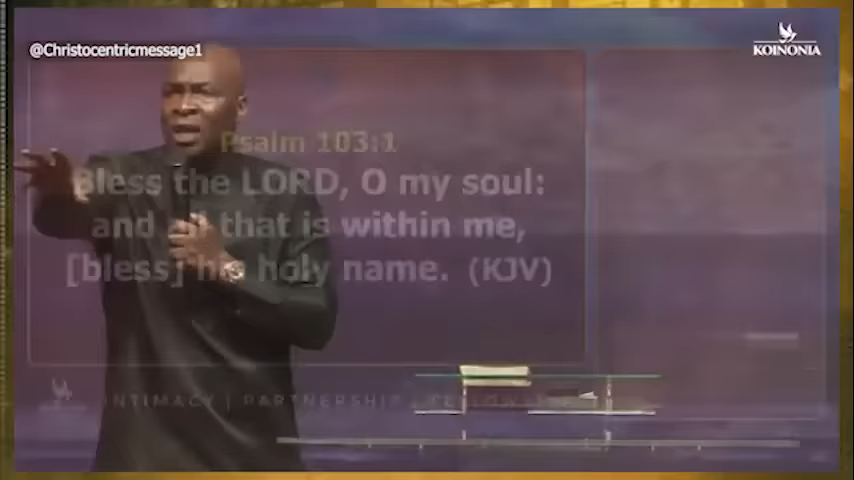 @Christocentricmessage1
KOINONIA
Psalm 103:1
Bless the LORD, O my soul:
and all that is within me,
[bless] his holy name. (KJV)
INTIMACY | PARTNERSHIP |